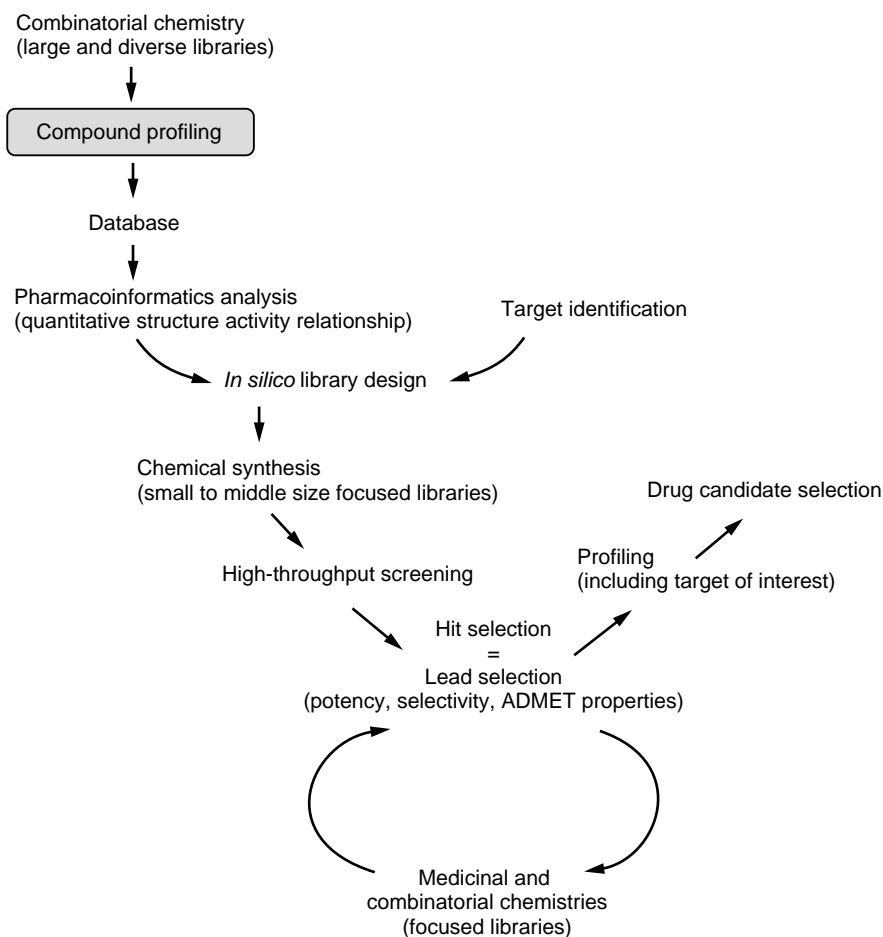 Combinatorial chemistry
(large and diverse libraries)
Compound profiling
Database
Pharmacoinformatics analysis
(quantitative structure activity relationship)
Target identification
In silico library design
Chemical synthesis
(small to middle size focused libraries)
Drug candidate selection
High-throughput screening
Profiling
(including target of interest)
Hit selection
=
Lead selection
(potency, selectivity, ADMET properties)
Medicinal and
combinatorial chemistries
(focused libraries)